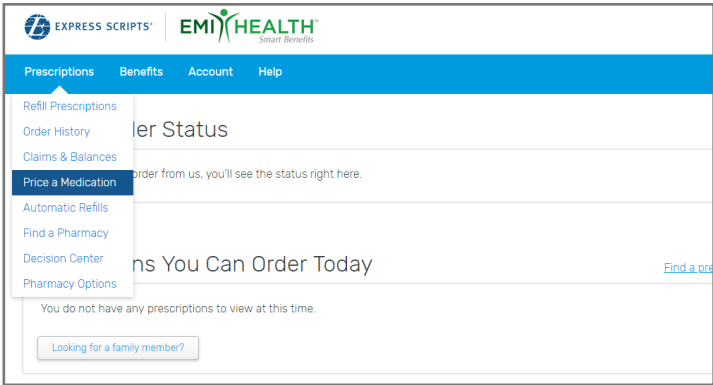 EXPRESS SCRIPTS® EMI HEALTH™
Smart Benefits
Prescriptions Benefits Account Help
Refill Prescriptions
Order History
der Status
Claims & Balances
order from us, you'll see the status right here.
Price a Medication
Automatic Refills
Find a Pharmacy
Decision Center
ns You Can Order Today
Find a pre
Pharmacy Options
You do not have any prescriptions to view at this time.
Looking for a family member?